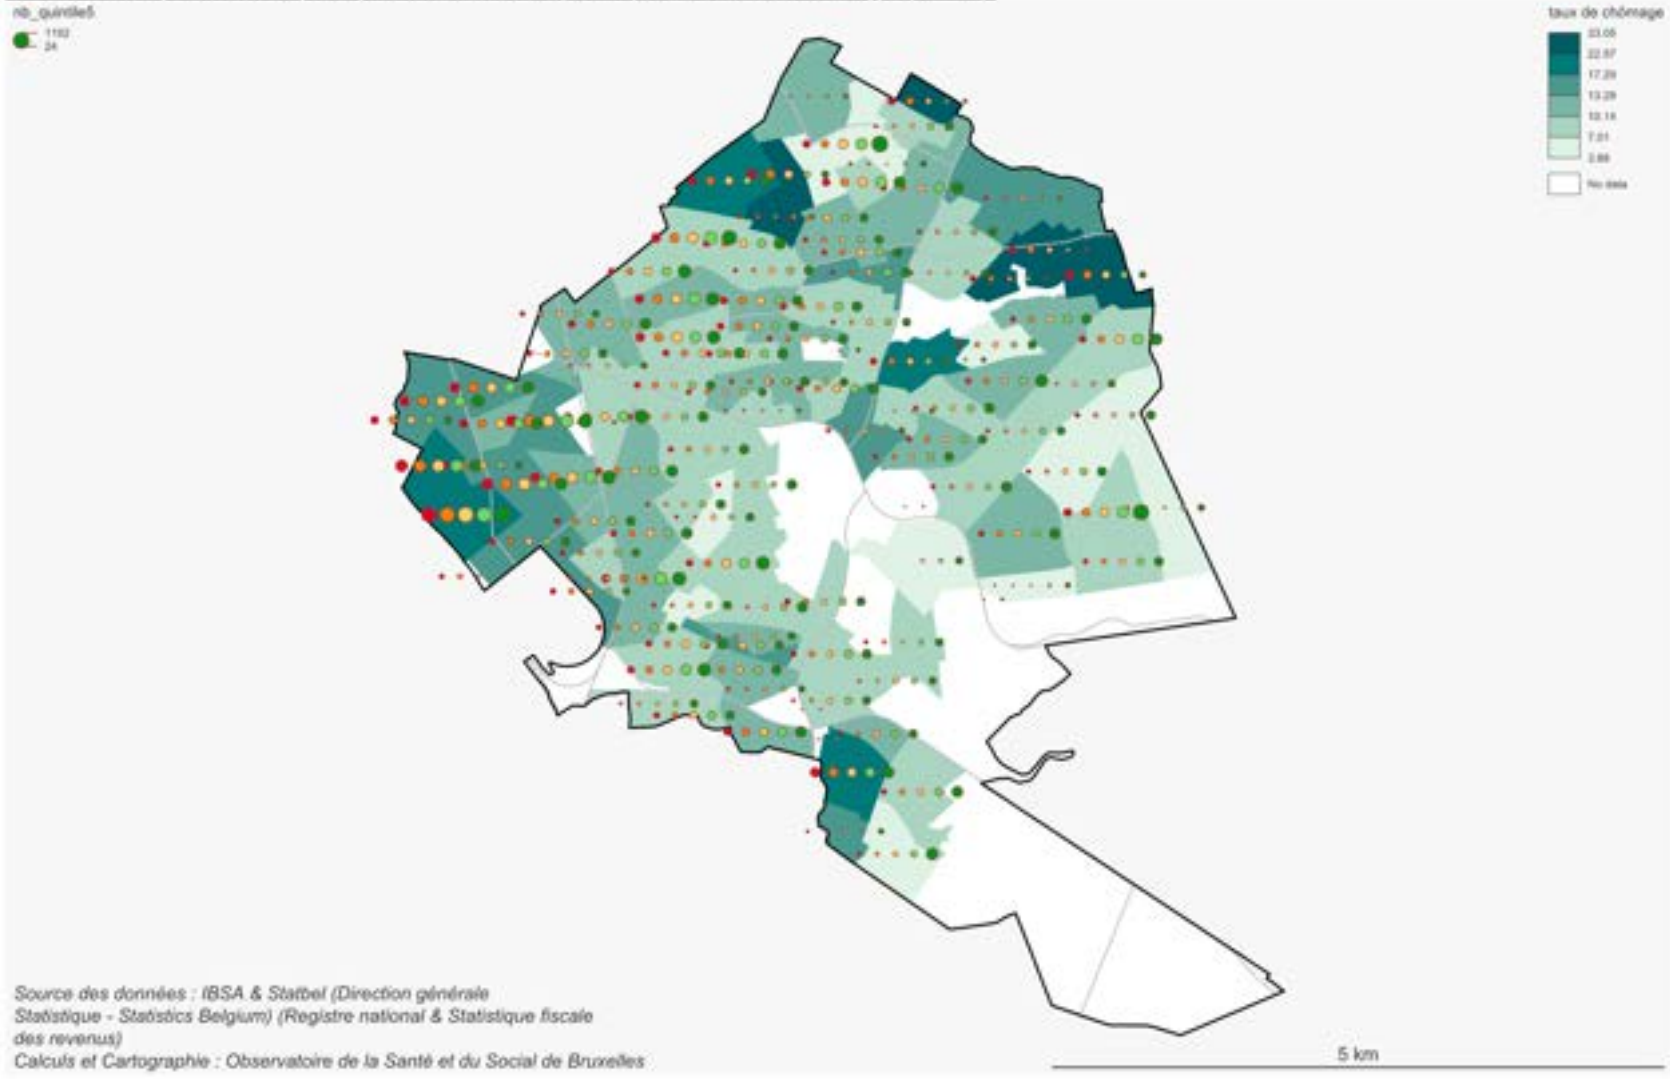 nb_quintile5
1102
24
taux de chômage
23.05
22.57
17.29
13.29
10.14
7.01
3.88
No data
Source des données : IBSA & Statbel (Direction générale
Statistique - Statistics Belgium) (Registre national & Statistique fiscale
des revenus)
Calculs et Cartographie : Observatoire de la Santé et du Social de Bruxelles
5 km